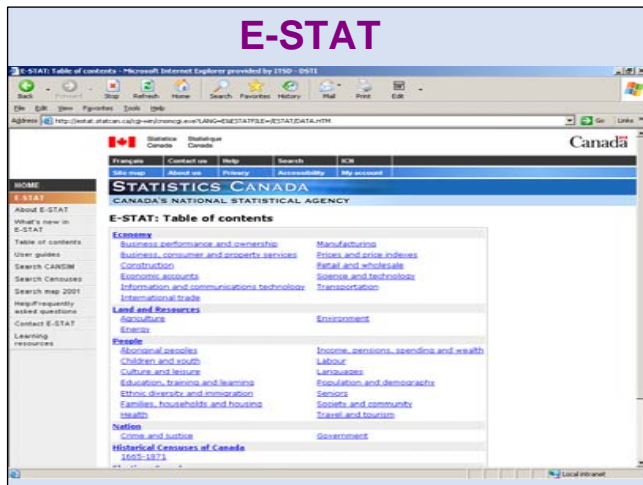 E-STAT
E-STAT: Table of contents - Microsoft Internet Explorer provided by ITSD - DSTI
Back Forward Stop Refresh Home Search Favorites History Mail Print Edit
File Edit View Favorites Tools Help
Address Go Links
Statistics Canada Statistique Canada Canada
Français Contact us Help Search
Site map About us Privacy Accessibility My account
STATISTICS CANADA
CANADA'S NATIONAL STATISTICAL AGENCY
HOME
E-STAT
About E-STAT
What's new in
E-STAT
Table of contents
User guides
Search CANSIM
Search Censuses
Search map 2001
Help/Frequently
asked questions
Contact E-STAT
Learning
resources
E-STAT: Table of contents
Economy
Business performance and ownership Manufacturing
Business, consumer and property services Prices and price indexes
Construction Retail and wholesale
Economic accounts Science and technology
Information and communications technology Transportation
International trade
Land and Resources
Agriculture Environment
Energy
People
Aboriginal peoples Income, pensions, spending and wealth
Children and youth Labour
Culture and leisure Languages
Education, training and learning Population and demography
Ethnic diversity and immigration Seniors
Families, households and housing Society and community
Health Travel and tourism
Nation
Crime and justice Government
Historical Censuses of Canada
1665-1871
Local intranet